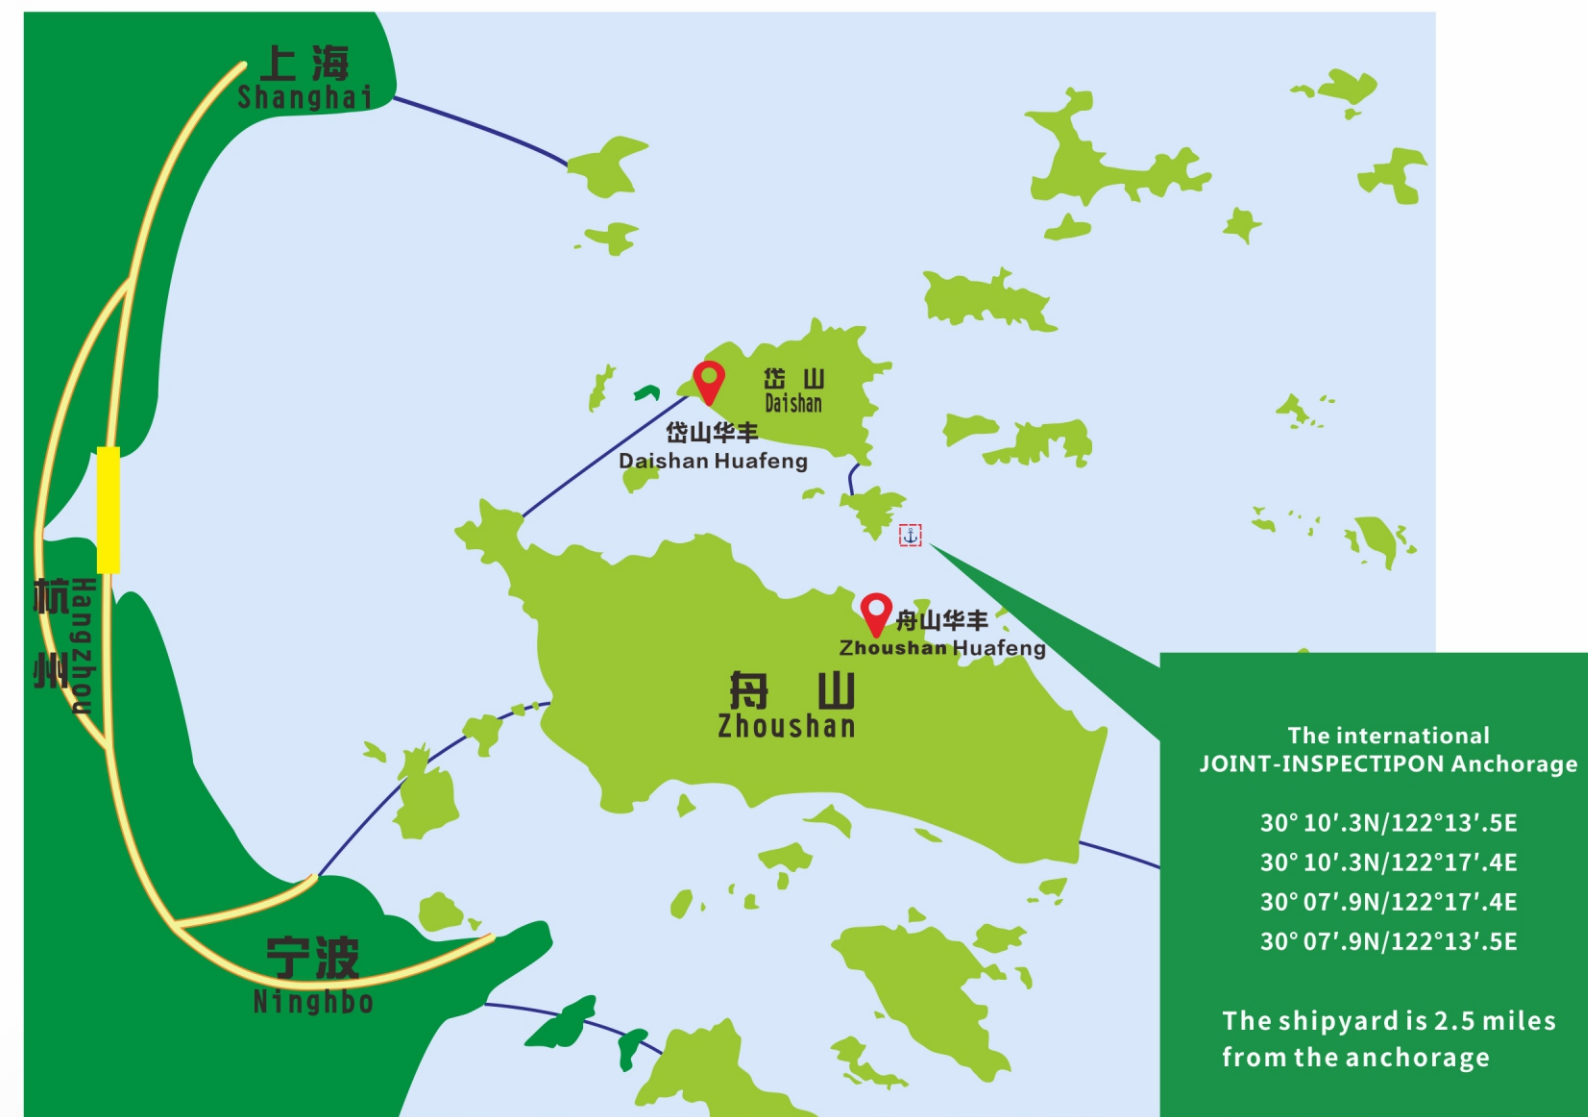 上海
Shanghai
岱山
Daishan
岱山华丰
Daishan Huafeng
杭州
Hangzhou
舟山华丰
Zhoushan Huafeng
舟山
Zhoushan
宁波
Ninghbo
The international
JOINT-INSPECTIPON Anchorage
30° 10′.3N/122°13′.5E
30° 10′.3N/122°17′.4E
30° 07′.9N/122°17′.4E
30° 07′.9N/122°13′.5E
The shipyard is 2.5 miles
from the anchorage